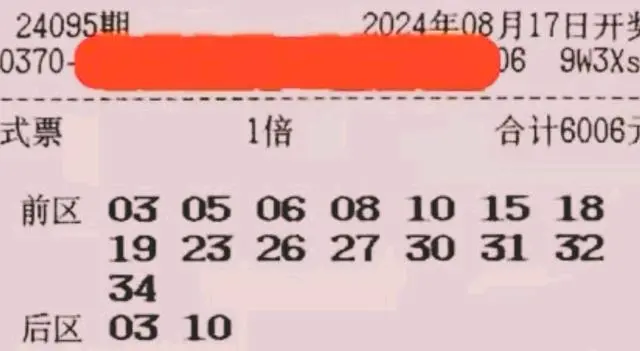 24095期 2024年08月17日开奖
0370- 06 9W3Xs
式票 1倍 合计6006元
前区 03 05 06 08 10 15 18
19 23 26 27 30 31 32
34
后区 03 10